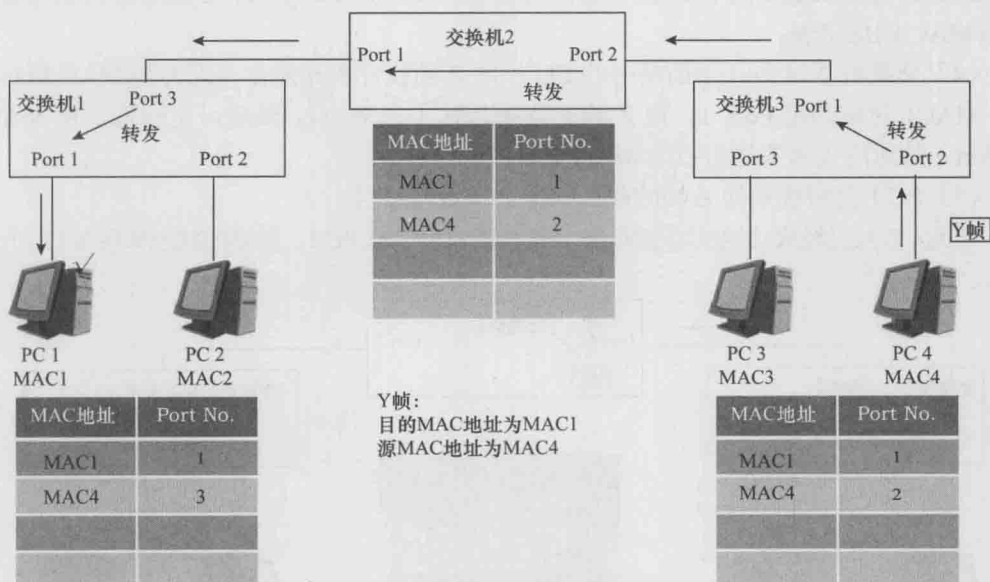 交换机2
Port 1
Port 2
转发
交换机1
Port 3
转发
Port 1
Port 2
交换机3 Port 1
转发
Port 3
Port 2
Y帧
MAC地址 Port No.
MAC1 1
MAC4 2
PC 1
MAC1
PC 2
MAC2
PC 3
MAC3
PC 4
MAC4
MAC地址 Port No.
MAC1 1
MAC4 3
Y帧：
目的MAC地址为MAC1
源MAC地址为MAC4
MAC地址 Port No.
MAC1 1
MAC4 2